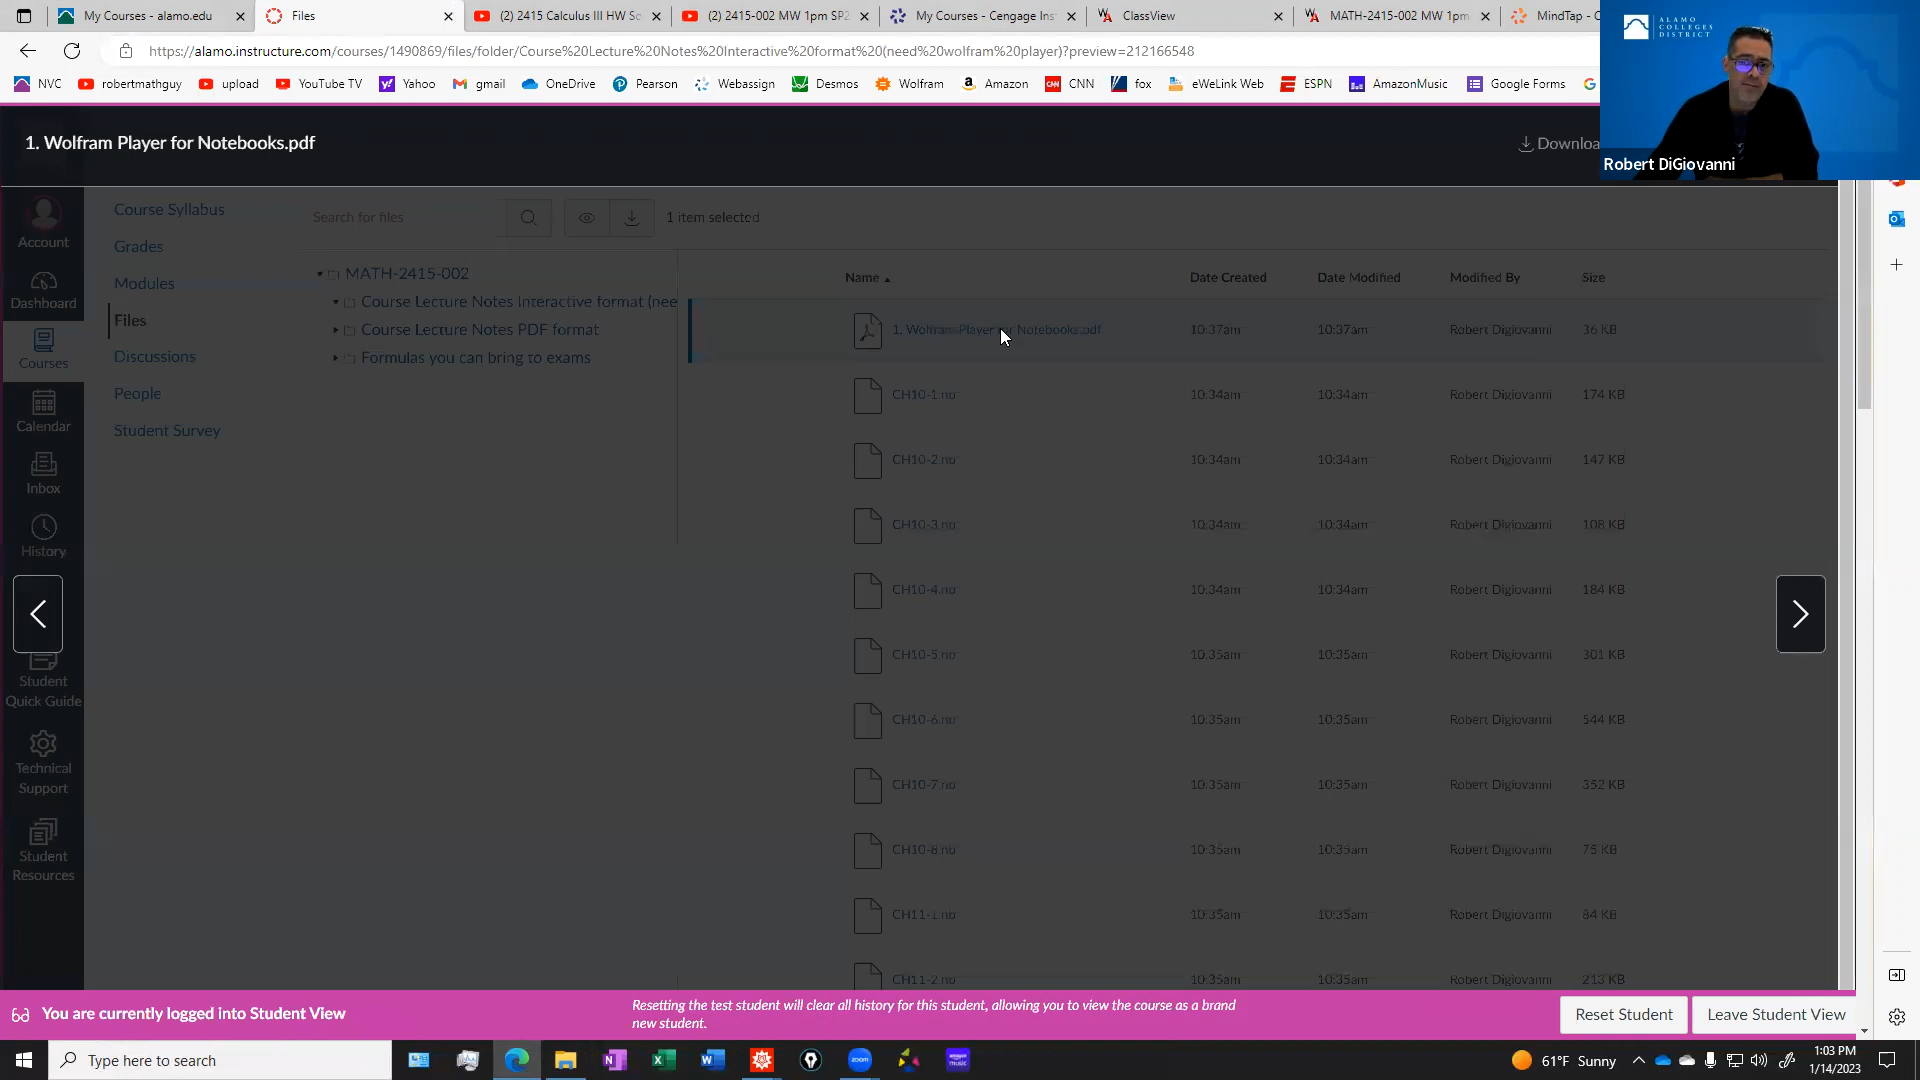 My Courses - alamo.edu
Files
(2) 2415 Calculus III HW So
(2) 2415-002 MW 1pm SP2
My Courses - Cengage Ins
ClassView
MATH-2415-002 MW 1pm
MindTap - C
https://alamo.instructure.com/courses/1490869/files/folder/Course%20Lecture%20Notes%20Interactive%20format%20(need%20wolfram%20player)?preview=212166548
NVC
robertmathguy
upload
YouTube TV
Yahoo
gmail
OneDrive
Pearson
Webassign
Desmos
Wolfram
Amazon
CNN
fox
eWeLink Web
ESPN
AmazonMusic
Google Forms
ALAMO
COLLEGES
DISTRICT
Robert DiGiovanni
1. Wolfram Player for Notebooks.pdf
Downloa
Account
Dashboard
Courses
Calendar
Inbox
History
Student
Quick Guide
Technical
Support
Student
Resources
Course Syllabus
Grades
Modules
Files
Discussions
People
Student Survey
Search for files
1 item selected
MATH-2415-002
Course Lecture Notes Interactive format (nee
Course Lecture Notes PDF format
Formulas you can bring to exams
Name Date Created Date Modified Modified By Size
1. Wolfram Player for Notebooks.pdf 10:37am 10:37am Robert Digiovanni 36 KB
CH10-1.nb 10:34am 10:34am Robert Digiovanni 174 KB
CH10-2.nb 10:34am 10:34am Robert Digiovanni 147 KB
CH10-3.nb 10:34am 10:34am Robert Digiovanni 108 KB
CH10-4.nb 10:34am 10:34am Robert Digiovanni 184 KB
CH10-5.nb 10:35am 10:35am Robert Digiovanni 301 KB
CH10-6.nb 10:35am 10:35am Robert Digiovanni 544 KB
CH10-7.nb 10:35am 10:35am Robert Digiovanni 352 KB
CH10-8.nb 10:35am 10:35am Robert Digiovanni 75 KB
CH11-1.nb 10:35am 10:35am Robert Digiovanni 84 KB
CH11-2.nb 10:35am 10:35am Robert Digiovanni 213 KB
You are currently logged into Student View
Resetting the test student will clear all history for this student, allowing you to view the course as a brand
new student.
Reset Student
Leave Student View
Type here to search
zoom
61°F Sunny
1:03 PM
1/14/2023